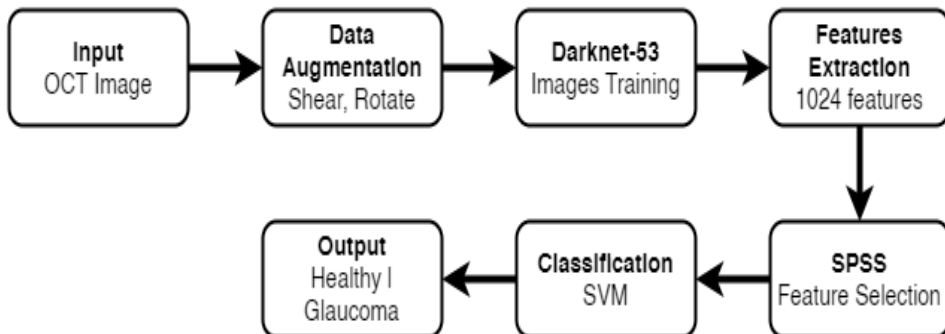 Input
OCT Image
Data
Augmentation
Shear, Rotate
Darknet-53
Images Training
Features
Extraction
1024 features
SPSS
Feature Selection
Classification
SVM
Output
Healthy |
Glaucoma